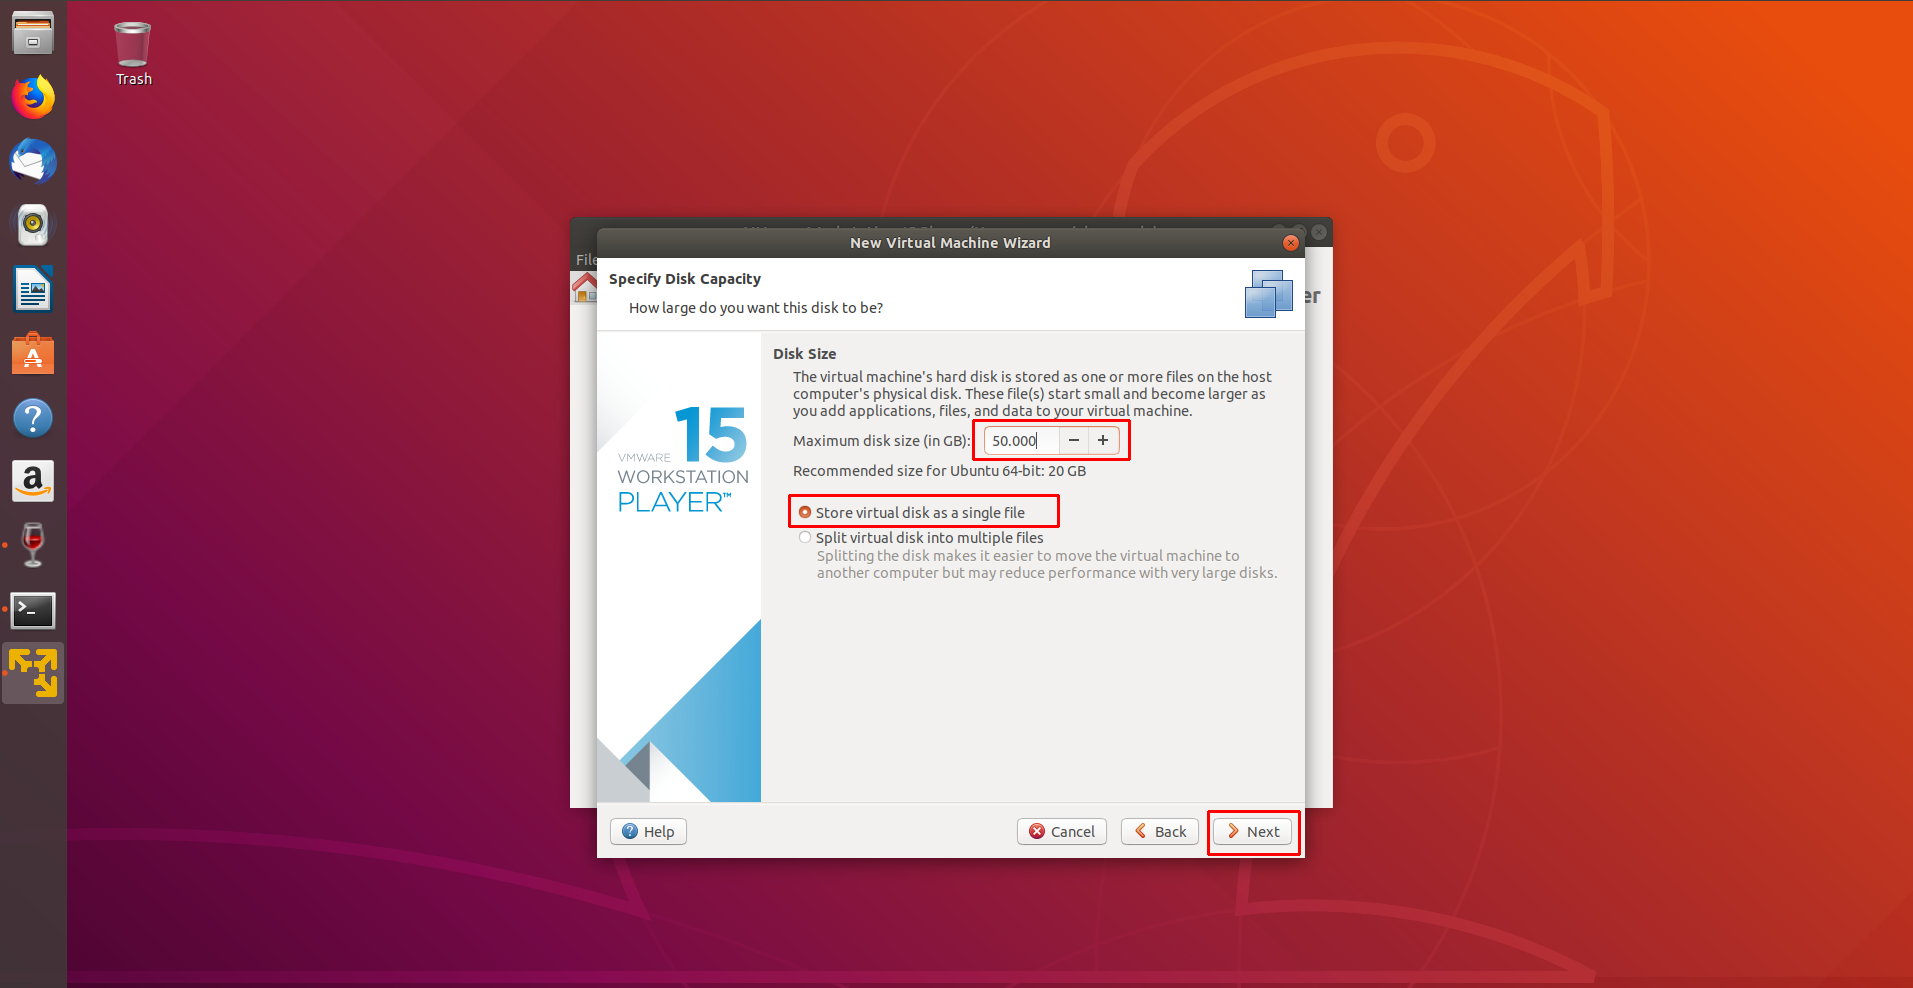 Trash
New Virtual Machine Wizard
File
er
Specify Disk Capacity
How large do you want this disk to be?
Disk Size
The virtual machine's hard disk is stored as one or more files on the host
computer's physical disk. These file(s) start small and become larger as
you add applications, files, and data to your virtual machine.
Maximum disk size (in GB): 50.000
Recommended size for Ubuntu 64-bit: 20 GB
Store virtual disk as a single file
Split virtual disk into multiple files
Splitting the disk makes it easier to move the virtual machine to
another computer but may reduce performance with very large disks.
15
VMWARE
WORKSTATION
PLAYER™
Help
Cancel
Back
Next